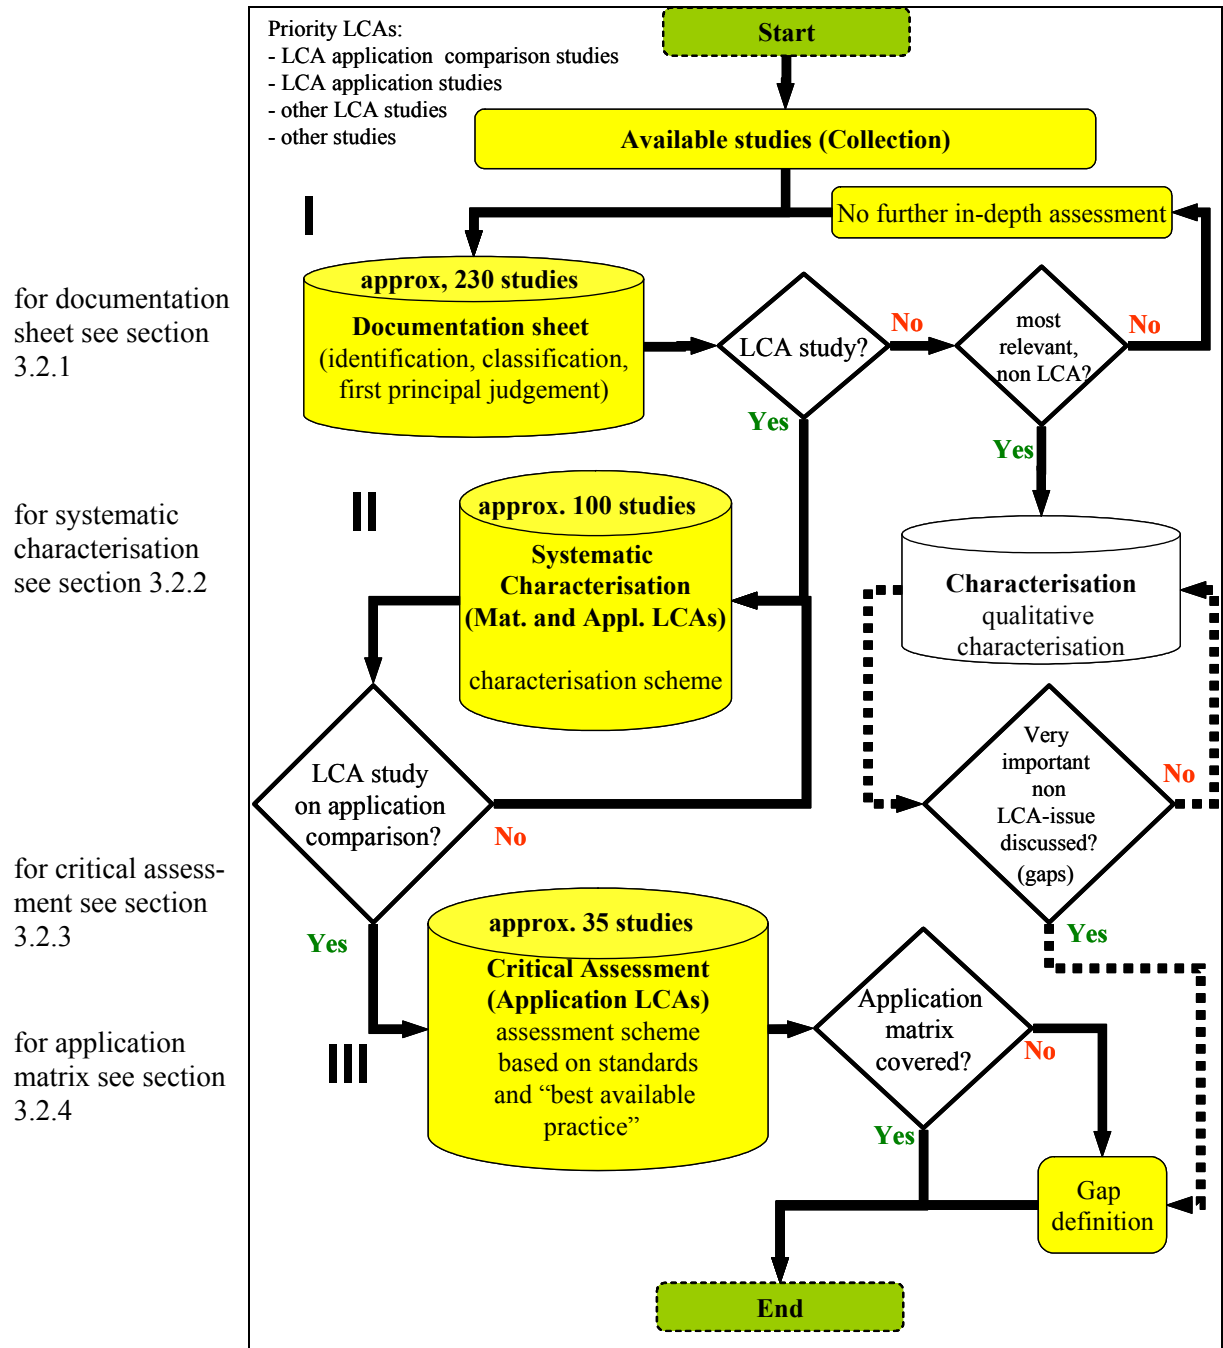 Priority LCAs:
- LCA application  comparison studies
- LCA application studies
- other LCA studies
- other studies
Start
Available studies (Collection)
No further in-depth assessment
I
for documentation
sheet see section
3.2.1
approx, 230 studies
Documentation sheet
(identification, classification,
first principal judgement)
LCA study?
No
Yes
most
relevant,
non LCA?
No
Yes
for systematic
characterisation
see section 3.2.2
II
approx. 100 studies
Systematic
Characterisation
(Mat. and Appl. LCAs)
characterisation scheme
Characterisation
qualitative
characterisation
LCA study
on application
comparison?
No
Yes
Very
important
non
LCA-issue
discussed?
(gaps)
No
Yes
for critical assess-
ment see section
3.2.3
approx. 35 studies
Critical Assessment
(Application LCAs)
assessment scheme
based on standards
and “best available
practice”
III
Application
matrix
covered?
No
Yes
for application
matrix see section
3.2.4
Gap
definition
End